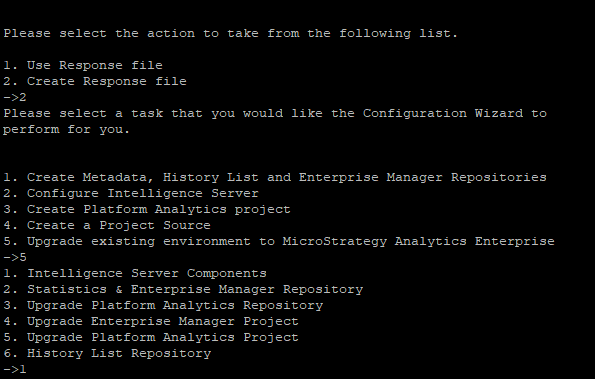 Please select the action to take from the following list.
1. Use Response file
2. Create Response file
->2
Please select a task that you would like the Configuration Wizard to
perform for you.
1. Create Metadata, History List and Enterprise Manager Repositories
2. Configure Intelligence Server
3. Create Platform Analytics project
4. Create a Project Source
5. Upgrade existing environment to MicroStrategy Analytics Enterprise
->5
1. Intelligence Server Components
2. Statistics & Enterprise Manager Repository
3. Upgrade Platform Analytics Repository
4. Upgrade Enterprise Manager Project
5. Upgrade Platform Analytics Project
6. History List Repository
->1